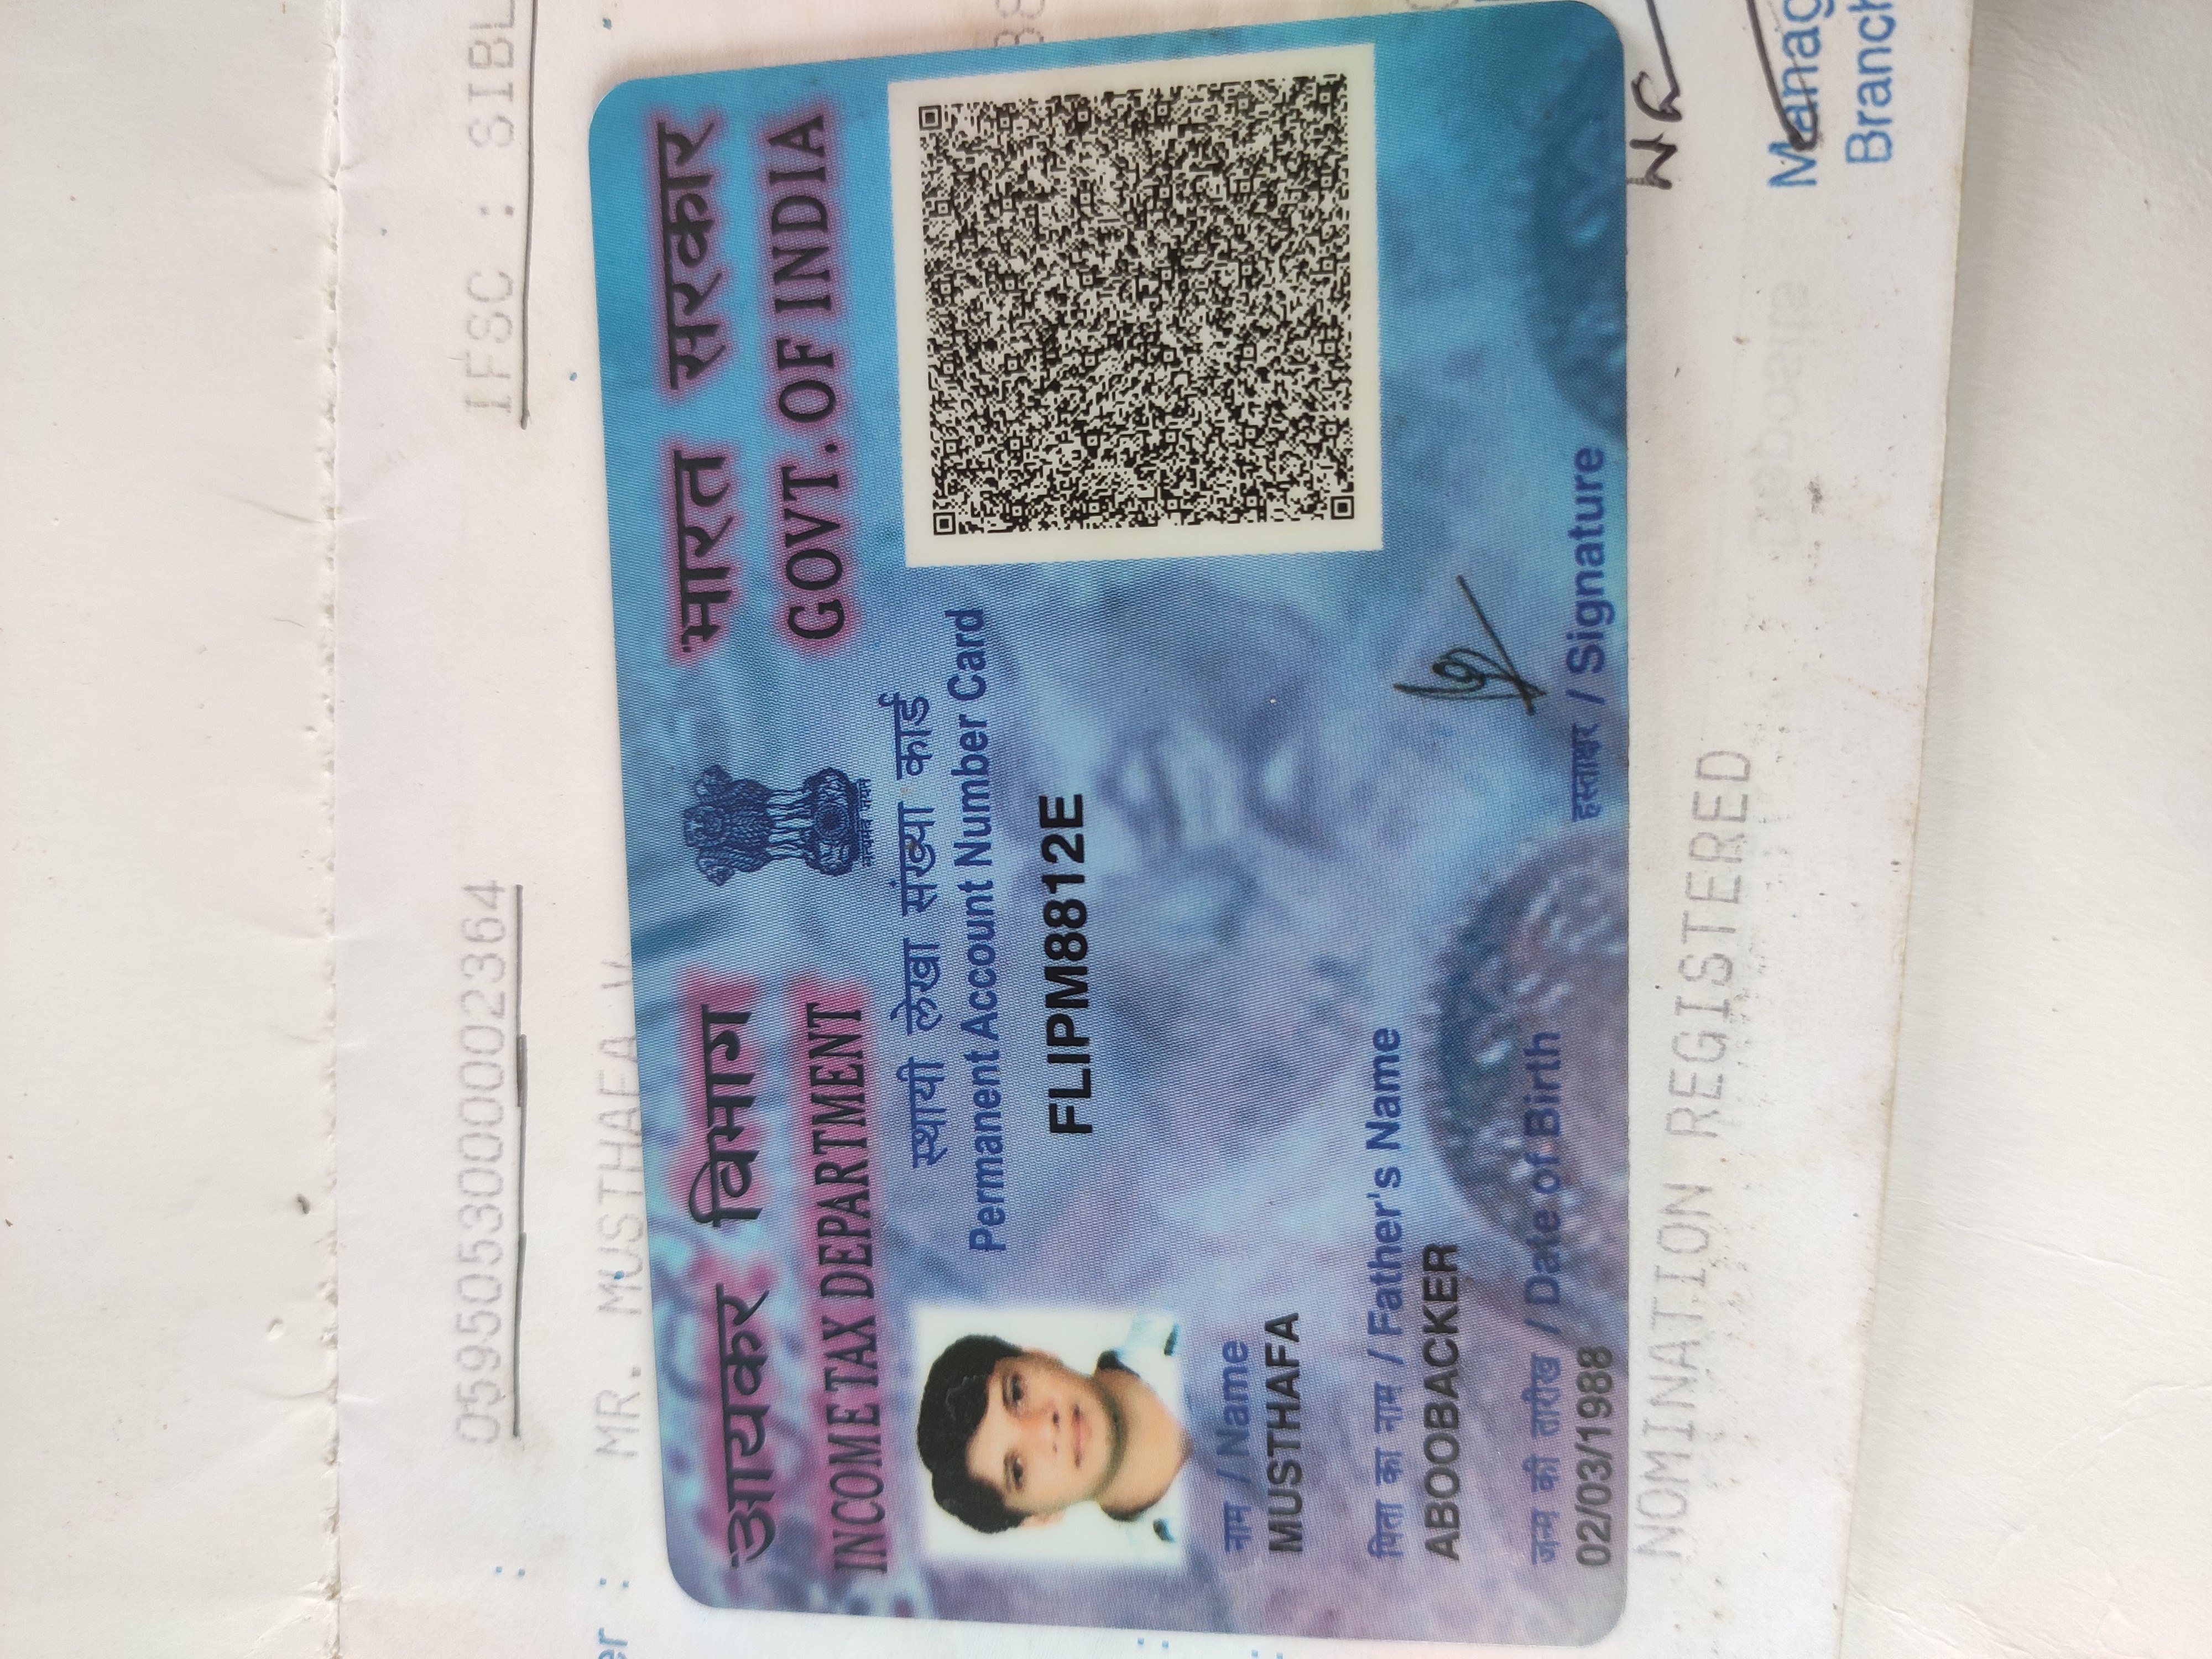 0595053000002364
IFSC : SIBL
er : MR. MUSTHAFA V
आयकर विभाग
भारत सरकार
INCOME TAX DEPARTMENT
GOVT. OF INDIA
सत्यमेव जयते
स्थायी लेखा संख्या कार्ड
Permanent Account Number Card
FLIPM8812E
नाम / Name
MUSTHAFA
पिता का नाम / Father's Name
ABOOBACKER
जन्म की तारीख / Date of Birth
02/03/1988
हस्ताक्षर / Signature
NOMINATION REGISTERED
Manag
Branch